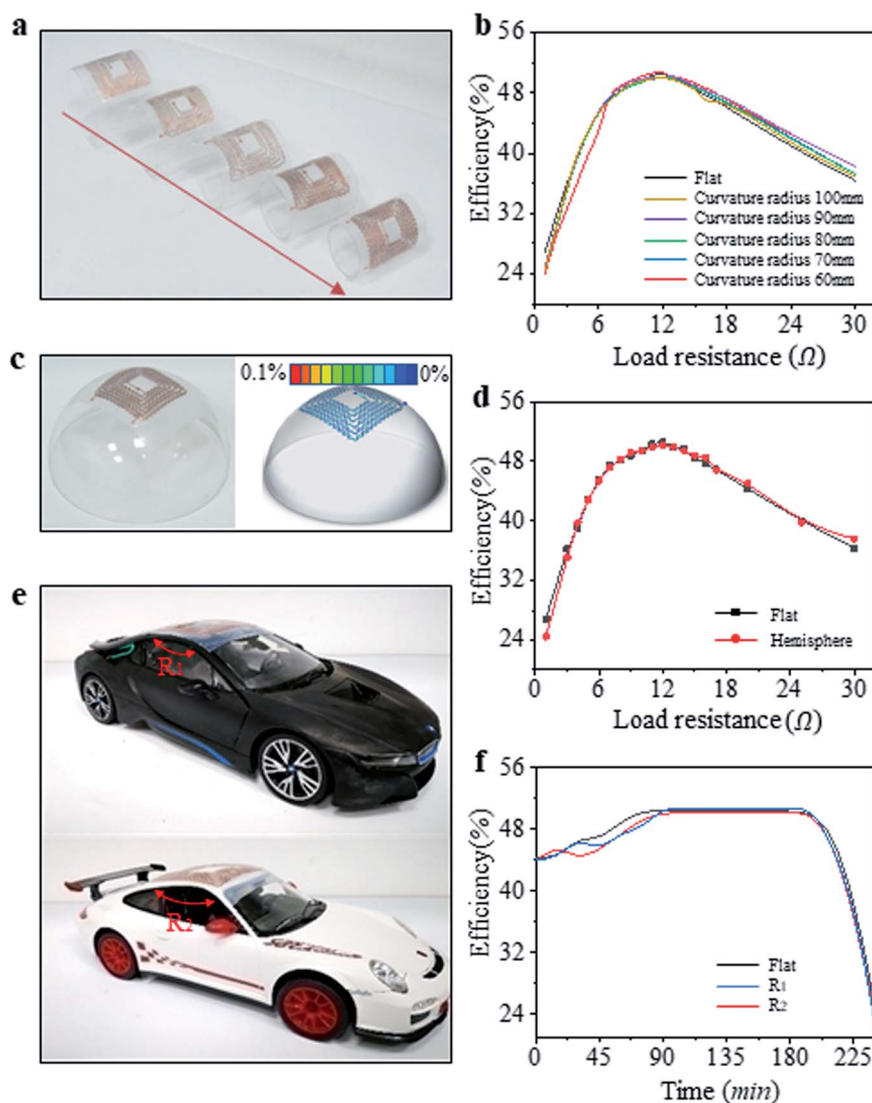 a
b
56
48
40
32
24
Efficiency(%)
Flat
Curvature radius 100mm
Curvature radius 90mm
Curvature radius 80mm
Curvature radius 70mm
Curvature radius 60mm
0 6 12 18 24 30
Load resistance (Ω)
c
0.1% 0%
d
56
48
40
32
24
Efficiency(%)
Flat
Hemisphere
0 6 12 18 24 30
Load resistance (Ω)
e
R1
R2
f
56
48
40
32
24
Efficiency(%)
Flat
R1
R2
0 45 90 135 180 225
Time (min)